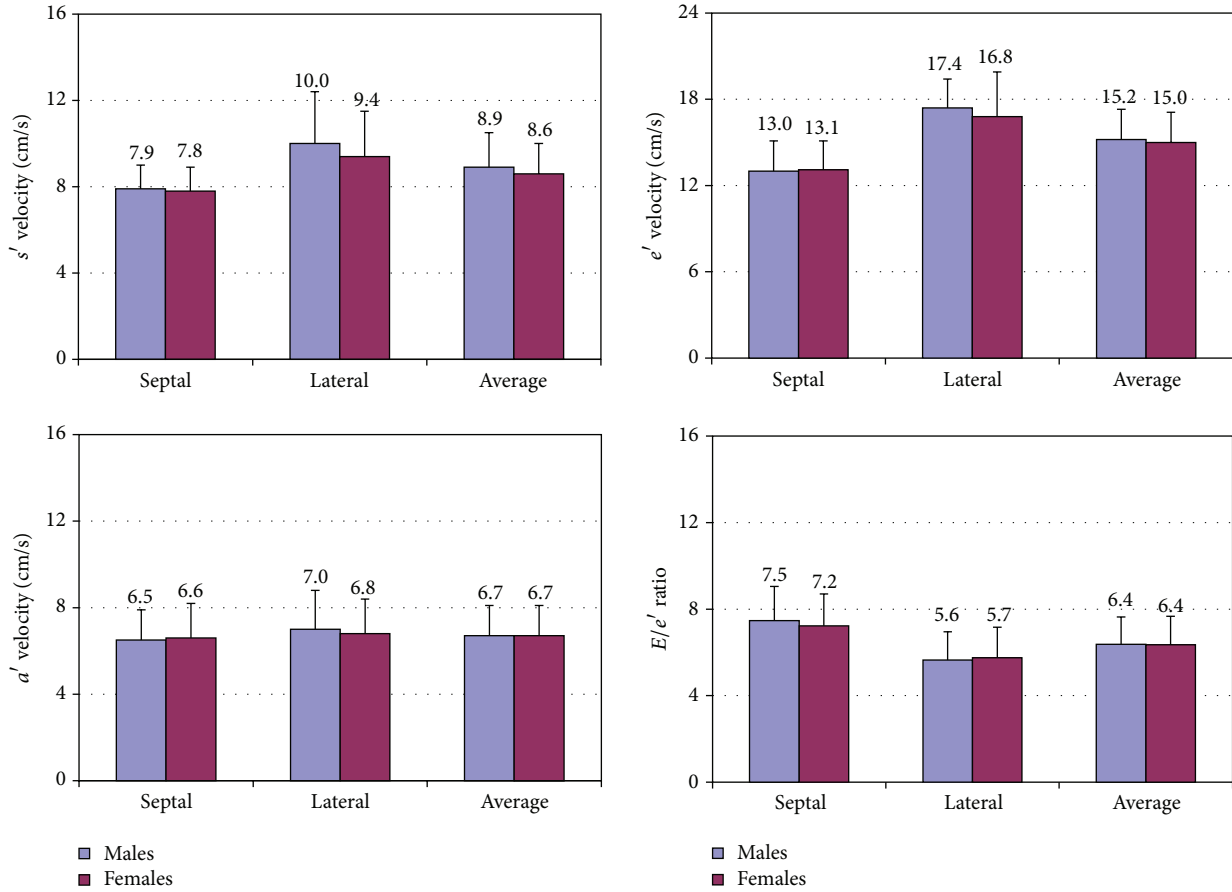 s′ velocity (cm/s)
16
12
8
4
0
7.9
7.8
10.0
9.4
8.9
8.6
Septal
Lateral
Average
e′ velocity (cm/s)
24
18
12
6
0
13.0
13.1
17.4
16.8
15.2
15.0
Septal
Lateral
Average
a′ velocity (cm/s)
16
12
8
4
0
6.5
6.6
7.0
6.8
6.7
6.7
Septal
Lateral
Average
Males
Females
E/e′ ratio
16
12
8
4
0
7.5
7.2
5.6
5.7
6.4
6.4
Septal
Lateral
Average
Males
Females